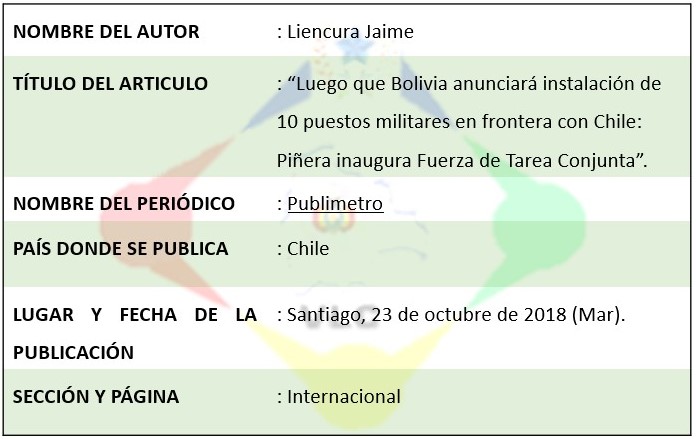 NOMBRE DEL AUTOR : Liencura Jaime
TÍTULO DEL ARTICULO : “Luego que Bolivia anunciará instalación de
10 puestos militares en frontera con Chile:
Piñera inaugura Fuerza de Tarea Conjunta”.
NOMBRE DEL PERIÓDICO : Publimetro
PAÍS DONDE SE PUBLICA : Chile
LUGAR Y FECHA DE LA : Santiago, 23 de octubre de 2018 (Mar).
PUBLICACIÓN
SECCIÓN Y PÁGINA : Internacional